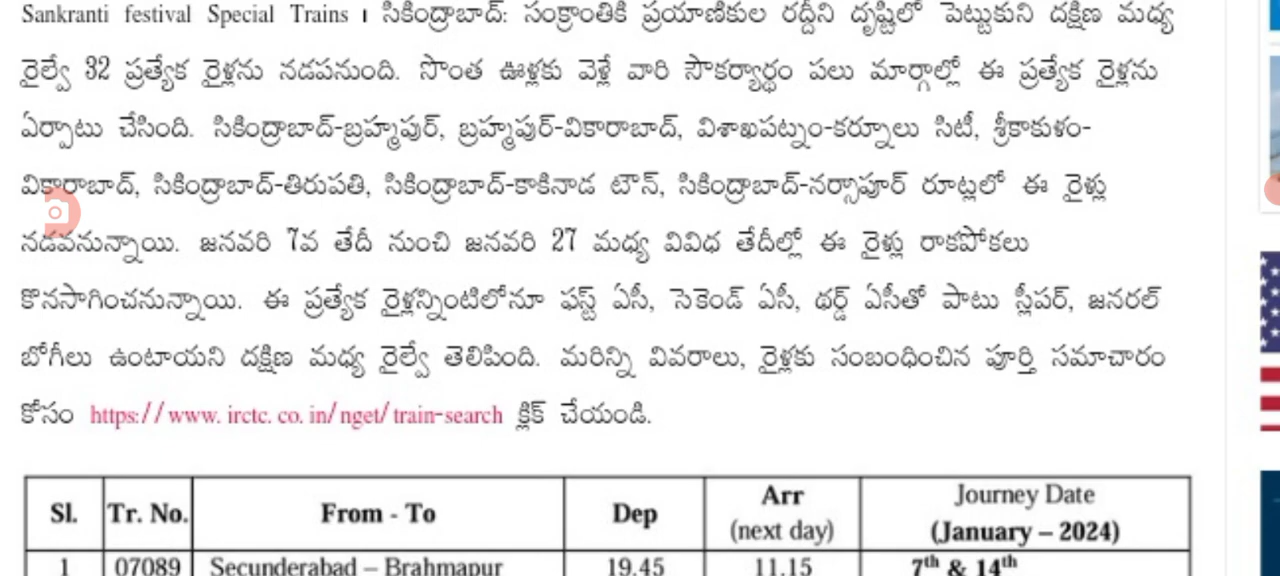 Sankranti festival Special Trains । సికింద్రాబాద్: సంక్రాంతికి ప్రయాణికుల రద్దీని దృష్టిలో పెట్టుకుని దక్షిణ మధ్య
రైల్వే 32 ప్రత్యేక రైళ్లను నడపనుంది. సొంత ఊళ్లకు వెళ్లే వారి సౌకర్యార్థం పలు మార్గాల్లో ఈ ప్రత్యేక రైళ్లను
ఏర్పాటు చేసింది. సికింద్రాబాద్-బ్రహ్మపుర్, బ్రహ్మపుర్-వికారాబాద్, విశాఖపట్నం-కర్నూలు సిటీ, శ్రీకాకుళం-
వికారాబాద్, సికింద్రాబాద్-తిరుపతి, సికింద్రాబాద్-కాకినాడ టౌన్, సికింద్రాబాద్-నర్సాపూర్ రూట్లలో ఈ రైళ్లు
నడవనున్నాయి. జనవరి 7వ తేదీ నుంచి జనవరి 27 మధ్య వివిధ తేదీల్లో ఈ రైళ్లు రాకపోకలు
కొనసాగించనున్నాయి. ఈ ప్రత్యేక రైళ్లన్నింటిలోనూ ఫస్ట్ ఏసీ, సెకెండ్ ఏసీ, థర్డ్ ఏసీతో పాటు స్లీపర్, జనరల్
బోగీలు ఉంటాయని దక్షిణ మధ్య రైల్వే తెలిపింది. మరిన్ని వివరాలు, రైళ్లకు సంబంధించిన పూర్తి సమాచారం
కోసం https://www.irctc.co.in/nget/train-search క్లిక్ చేయండి.
Sl. Tr. No. From - To Dep Arr (next day) Journey Date (January – 2024)
1 07089 Secunderabad – Brahmapur 19.45 11.15 7th & 14th